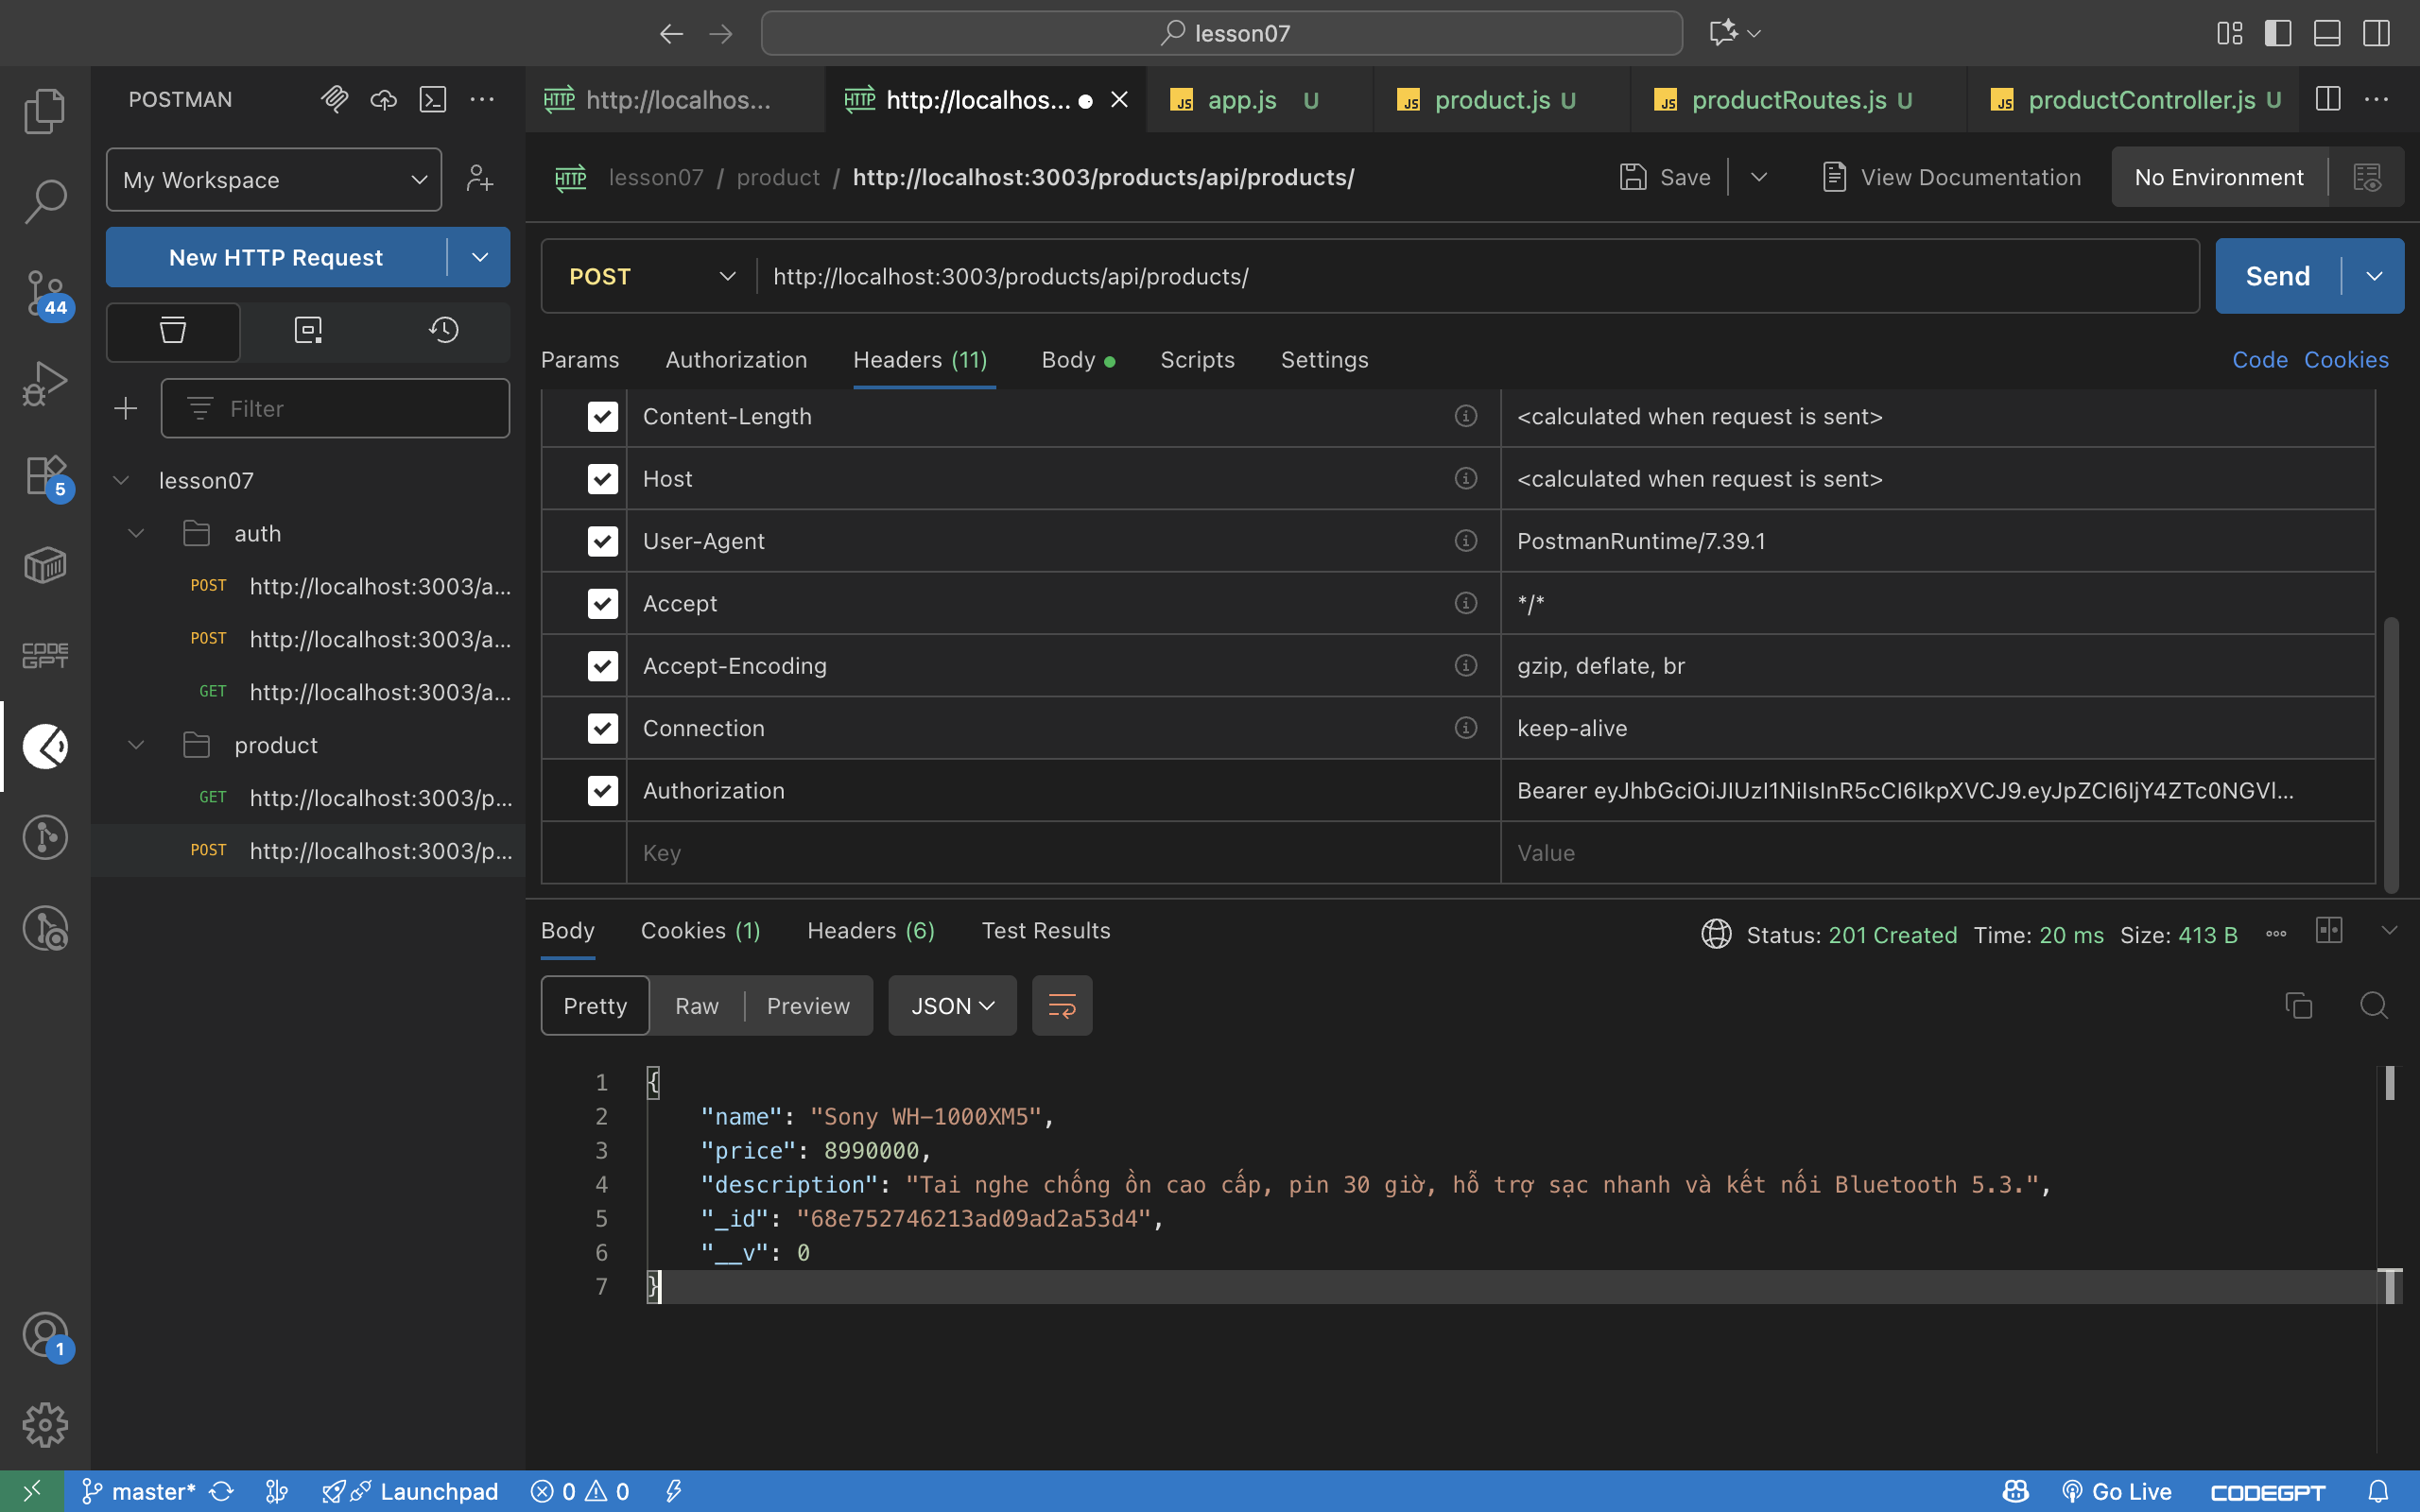 lesson07
POSTMAN
My Workspace
New HTTP Request
44
Filter
5
lesson07
auth
POST http://localhost:3003/a...
POST http://localhost:3003/a...
GET http://localhost:3003/a...
product
GET http://localhost:3003/p...
POST http://localhost:3003/p...
CODE
GPT
1
HTTP http://localhos...
HTTP http://localhos...
JS app.js U
JS product.js U
JS productRoutes.js U
JS productController.js U
HTTP lesson07 / product / http://localhost:3003/products/api/products/
Save
View Documentation
No Environment
POST http://localhost:3003/products/api/products/
Send
Params Authorization Headers (11) Body Scripts Settings Code Cookies
Content-Length <calculated when request is sent>
Host <calculated when request is sent>
User-Agent PostmanRuntime/7.39.1
Accept */*
Accept-Encoding gzip, deflate, br
Connection keep-alive
Authorization Bearer eyJhbGciOiJIUzI1NiIsInR5cCI6IkpXVCJ9.eyJpZCI6IjY4ZTc0NGVl...
Key Value
Body Cookies (1) Headers (6) Test Results Status: 201 Created Time: 20 ms Size: 413 B
Pretty Raw Preview JSON
1 {
2 "name": "Sony WH-1000XM5",
3 "price": 8990000,
4 "description": "Tai nghe chống ồn cao cấp, pin 30 giờ, hỗ trợ sạc nhanh và kết nối Bluetooth 5.3.",
5 "_id": "68e752746213ad09ad2a53d4",
6 "__v": 0
7 }
master* Launchpad 0 0 Go Live CODEGPT